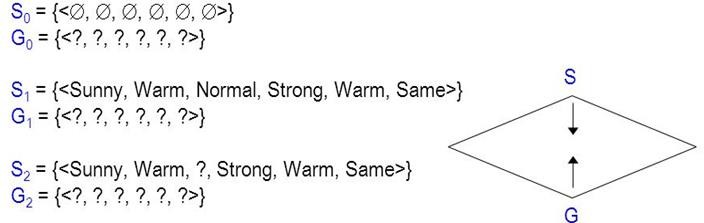 S₀ = {<∅, ∅, ∅, ∅, ∅, ∅>}
G₀ = {<?, ?, ?, ?, ?, ?>}
S₁ = {<Sunny, Warm, Normal, Strong, Warm, Same>}
G₁ = {<?, ?, ?, ?, ?, ?>}
S₂ = {<Sunny, Warm, ?, Strong, Warm, Same>}
G₂ = {<?, ?, ?, ?, ?, ?>}
S
G